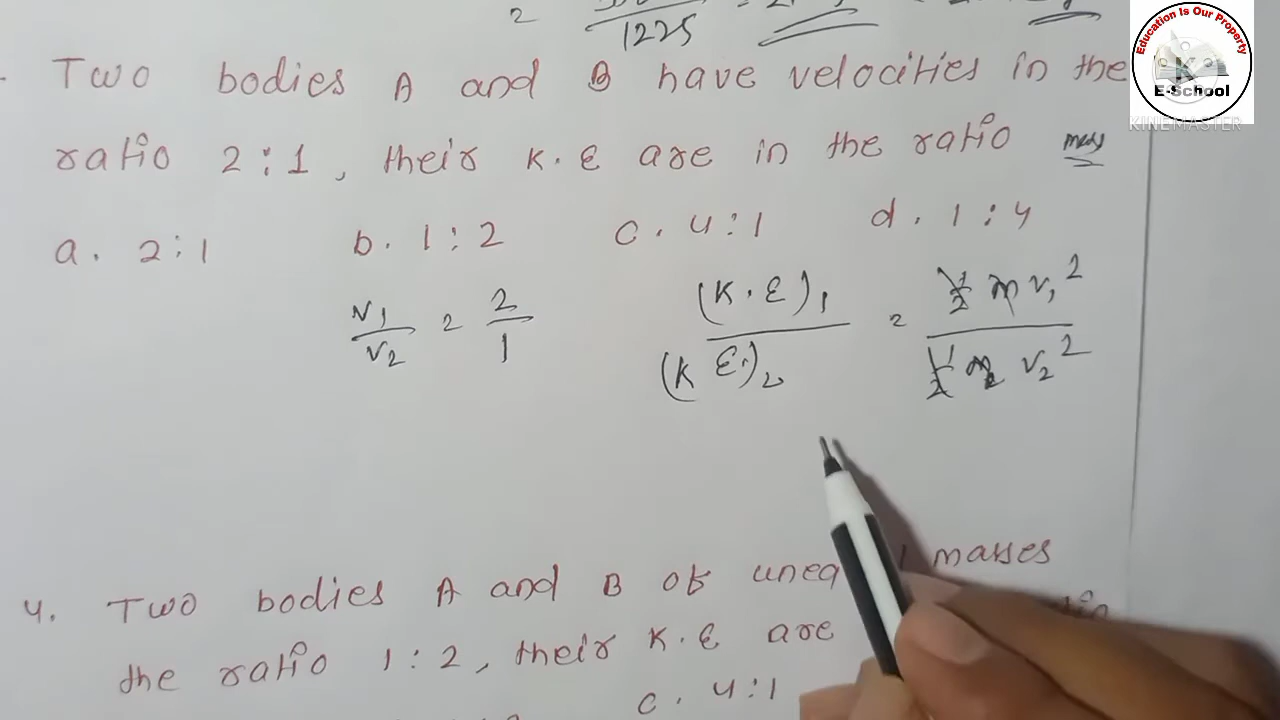 1225
Two bodies A and B have velocities in the
ratio 2:1, their K.E are in the ratio mass
a. 2:1 b. 1:2 c. 4:1 d. 1:4
V1/V2 = 2/1 (K.E)1/(K E.)2 = 1/2 m v1²/1/2 m v2²
4. Two bodies A and B of masses
the ratio 1:2, their K.E are
c. 4:1
Education Is Our Property
K
E-School
KINEMASTER